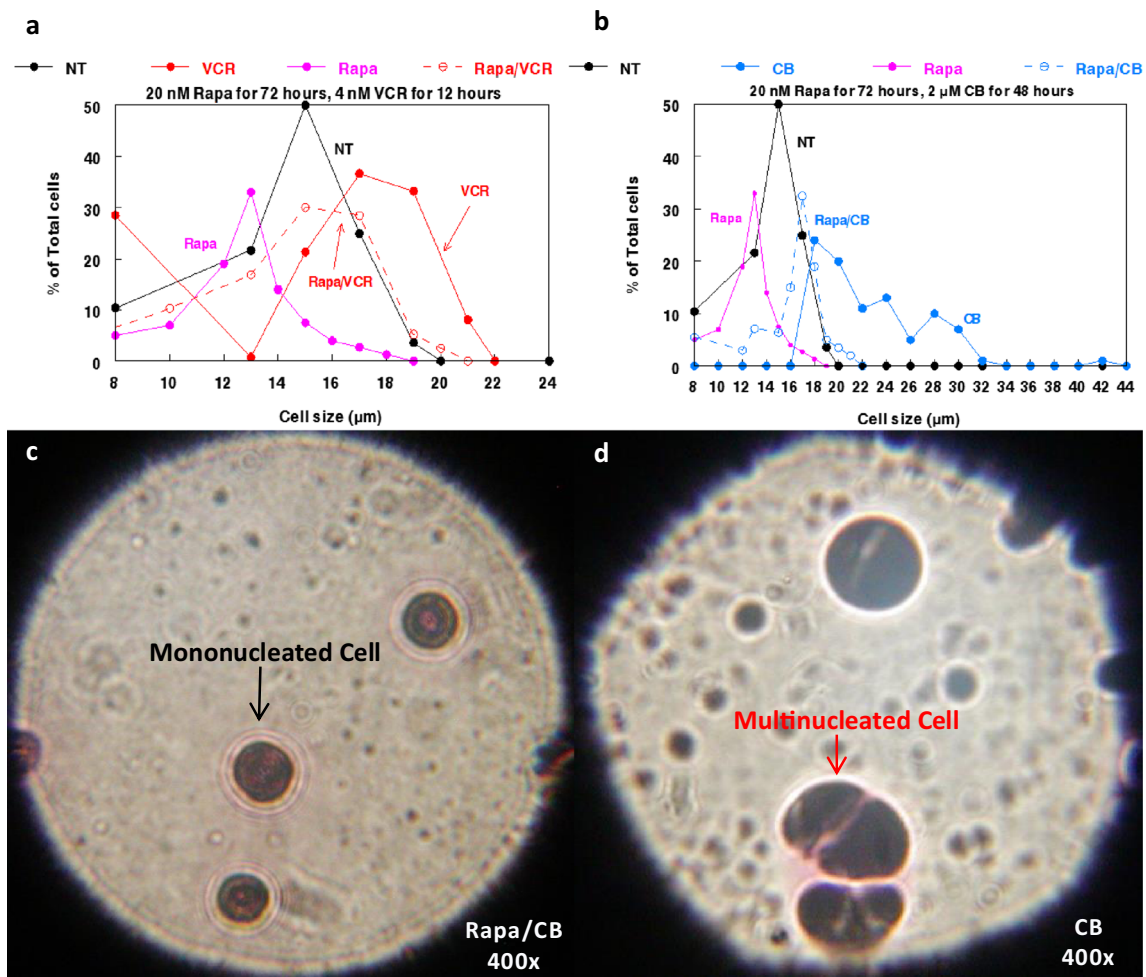 a
NT VCR Rapa Rapa/VCR
20 nM Rapa for 72 hours, 4 nM VCR for 12 hours
50
40
30
20
10
0
% of Total cells
NT
VCR
Rapa
Rapa/VCR
8 10 12 14 16 18 20 22 24
Cell size (µm)
b
NT CB Rapa Rapa/CB
20 nM Rapa for 72 hours, 2 µM CB for 48 hours
50
40
30
20
10
0
% of Total cells
NT
Rapa
Rapa/CB
CB
8 10 12 14 16 18 20 22 24 26 28 30 32 34 36 38 40 42 44
Cell size (µm)
c
Mononucleated Cell
Rapa/CB
400x
d
Multinucleated Cell
CB
400x